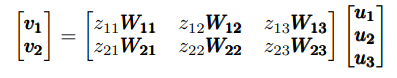 [v₁ v₂] = [z₁₁W₁₁ z₁₂W₁₂ z₁₃W₁₃ z₂₁W₂₁ z₂₂W₂₂ z₂₃W₂₃] [u₁ u₂ u₃]